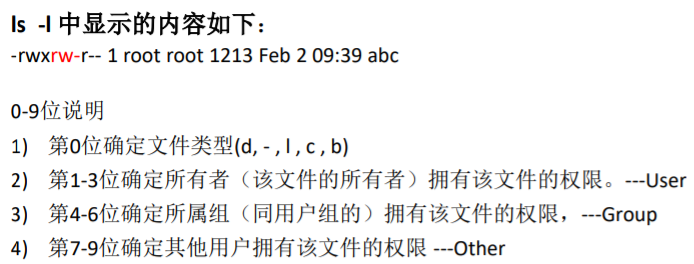 ls -l 中显示的内容如下：
-rwxrw-r-- 1 root root 1213 Feb 2 09:39 abc
0-9位说明
1) 第0位确定文件类型(d, - , l , c , b)
2) 第1-3位确定所有者（该文件的所有者）拥有该文件的权限。---User
3) 第4-6位确定所属组（同用户组的）拥有该文件的权限，---Group
4) 第7-9位确定其他用户拥有该文件的权限 ---Other